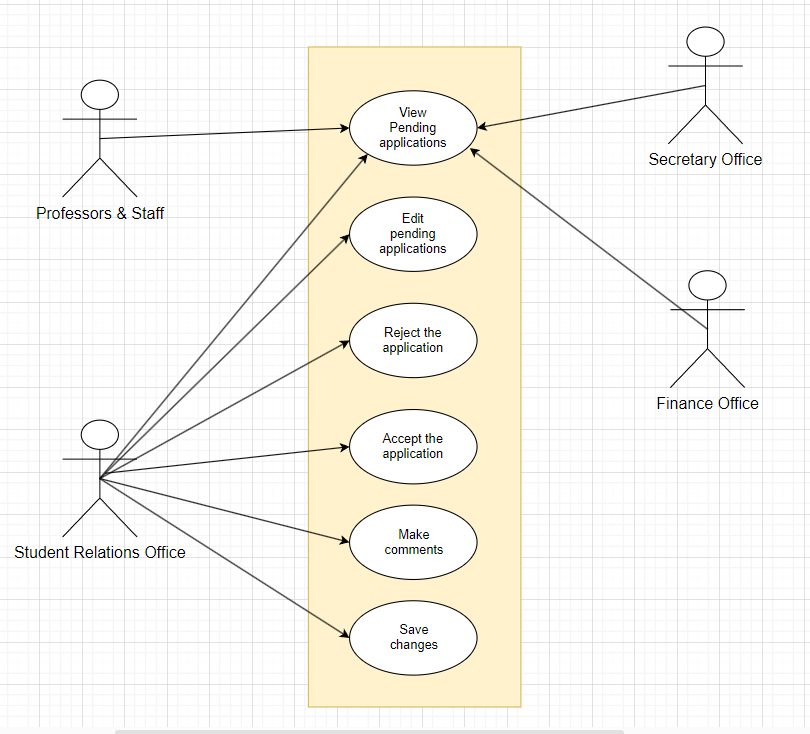 View
Pending
applications
Secretary Office
Professors & Staff
Edit
pending
applications
Reject the
application
Finance Office
Accept the
application
Student Relations Office
Make
comments
Save
changes